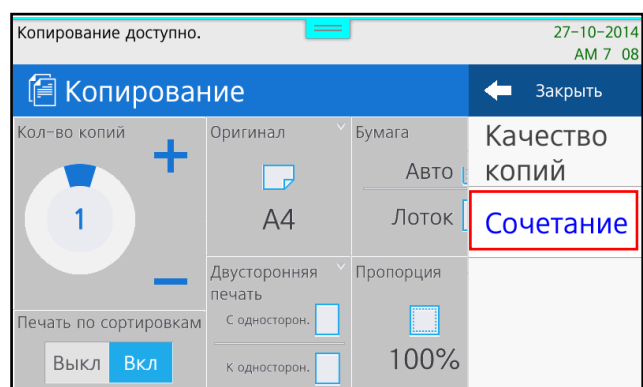 Копирование доступно.
27-10-2014
AM 7 08
Копирование
Закрыть
Кол-во копий
1
Печать по сортировкам
Выкл Вкл
Оригинал
A4
Бумага
Авто
Лоток
Двусторонняя
печать
С односторон.
К односторон.
Пропорция
100%
Качество
копий
Сочетание